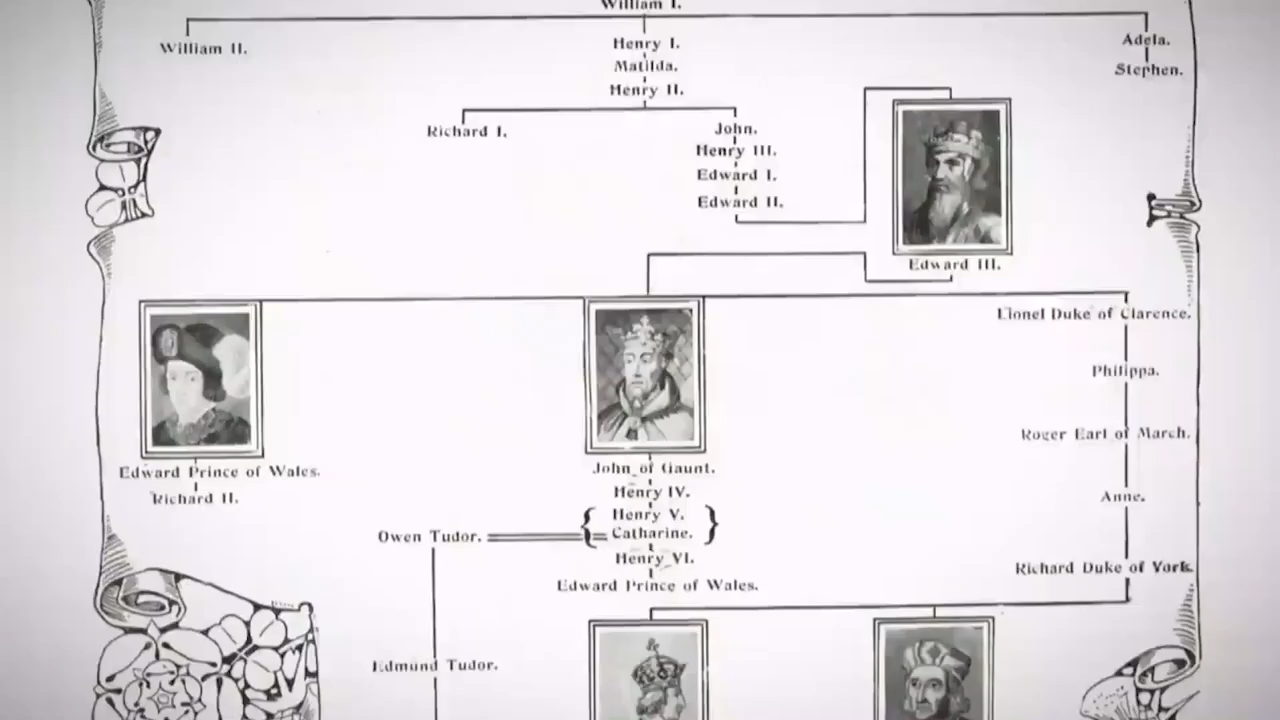 William I.
William II.
Henry I.
Adela.
Matilda.
Stephen.
Henry II.
Richard I.
John.
Henry III.
Edward I.
Edward II.
Edward III.
Lionel Duke of Clarence.
Philippa.
Roger Earl of March.
Edward Prince of Wales.
John of Gaunt.
Richard II.
Henry IV.
Anne.
Henry V.
Owen Tudor.
Catharine.
Henry VI.
Richard Duke of York.
Edward Prince of Wales.
Edmund Tudor.